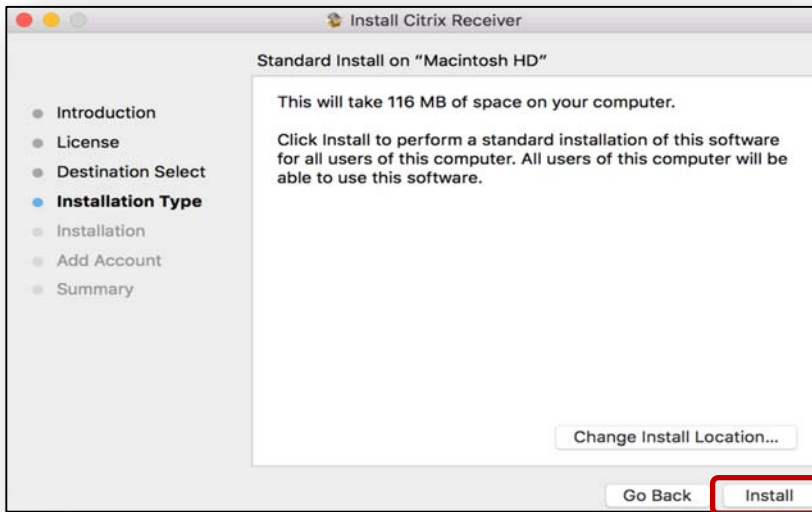 Install Citrix Receiver
Standard Install on "Macintosh HD"
Introduction
License
Destination Select
Installation Type
Installation
Add Account
Summary
This will take 116 MB of space on your computer.
Click Install to perform a standard installation of this software
for all users of this computer. All users of this computer will be
able to use this software.
Change Install Location...
Go Back
Install